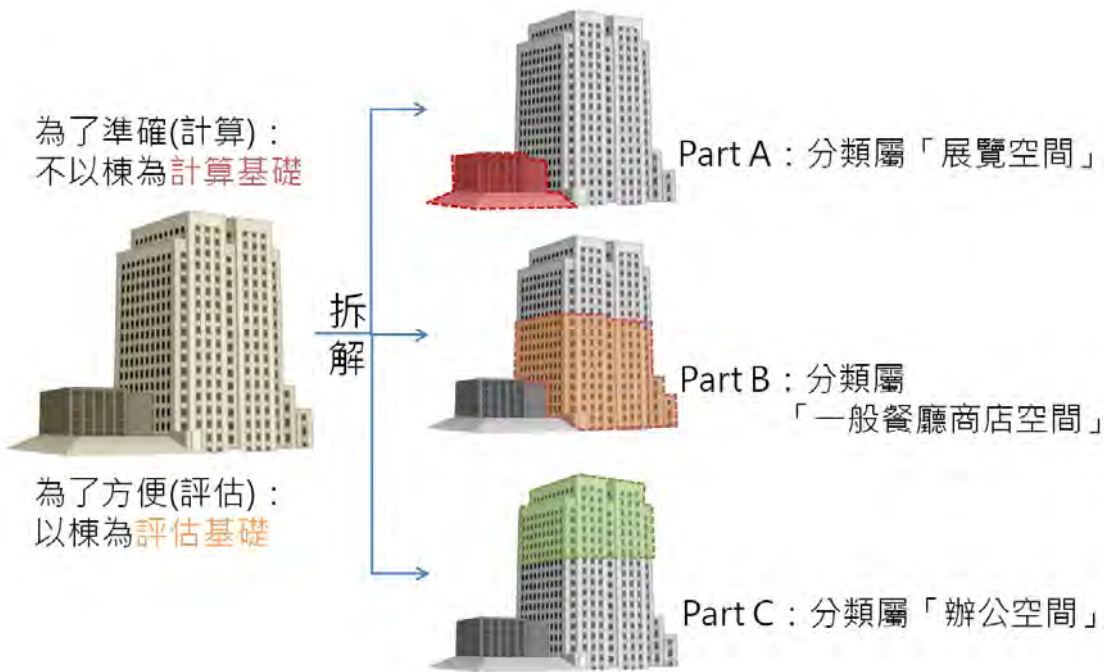 為了準確(計算)：
不以棟為計算基礎
為了方便(評估)：
以棟為評估基礎
拆
解
Part A：分類屬「展覽空間」
Part B：分類屬
「一般餐廳商店空間」
Part C：分類屬「辦公空間」